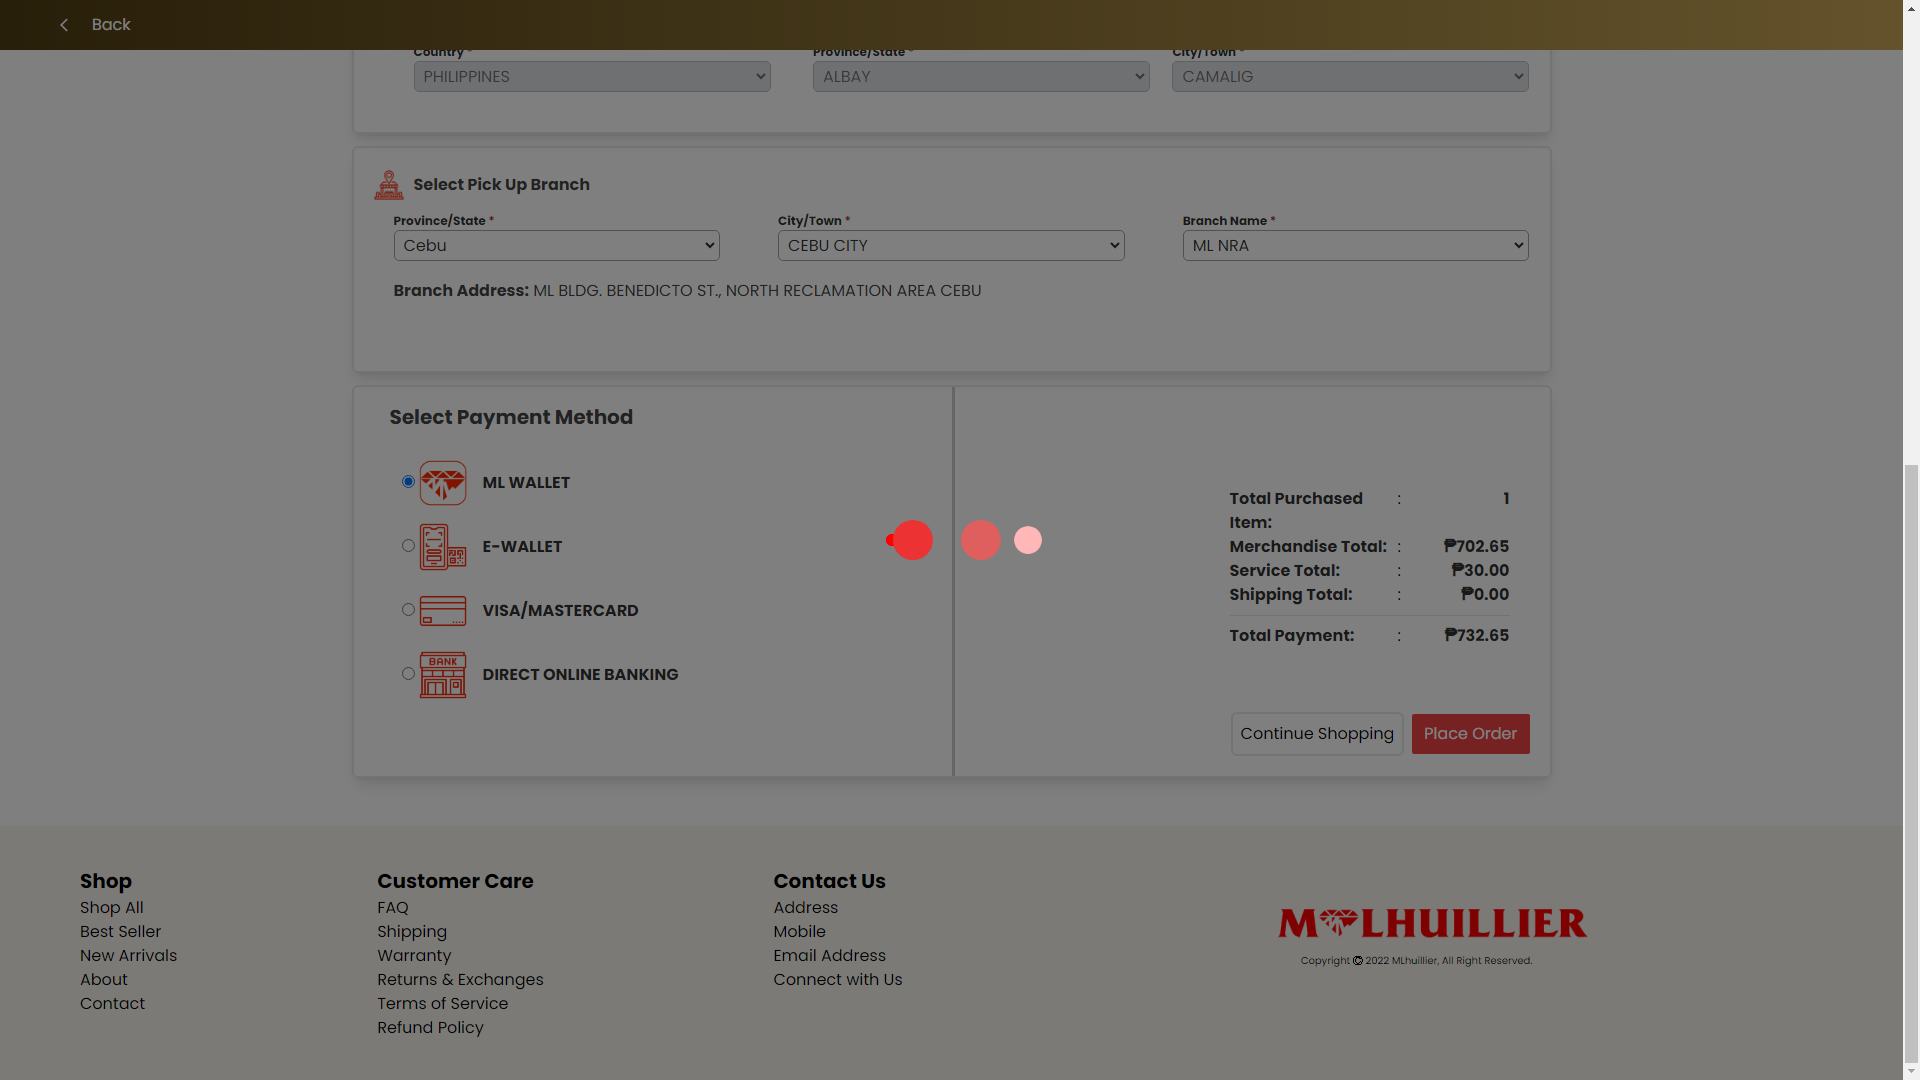 Back
Country *
Province/State *
City/Town *
PHILIPPINES
ALBAY
CAMALIG
Select Pick Up Branch
Province/State *
City/Town *
Branch Name *
Cebu
CEBU CITY
ML NRA
Branch Address: ML BLDG. BENEDICTO ST., NORTH RECLAMATION AREA CEBU
Select Payment Method
ML WALLET
E-WALLET
VISA/MASTERCARD
BANK
DIRECT ONLINE BANKING
Total Purchased Item: : 1
Merchandise Total: : ₱702.65
Service Total: : ₱30.00
Shipping Total: : ₱0.00
Total Payment: : ₱732.65
Continue Shopping
Place Order
Shop
Shop All
Best Seller
New Arrivals
About
Contact
Customer Care
FAQ
Shipping
Warranty
Returns & Exchanges
Terms of Service
Refund Policy
Contact Us
Address
Mobile
Email Address
Connect with Us
M LHUILLIER
Copyright © 2022 MLhuillier, All Right Reserved.